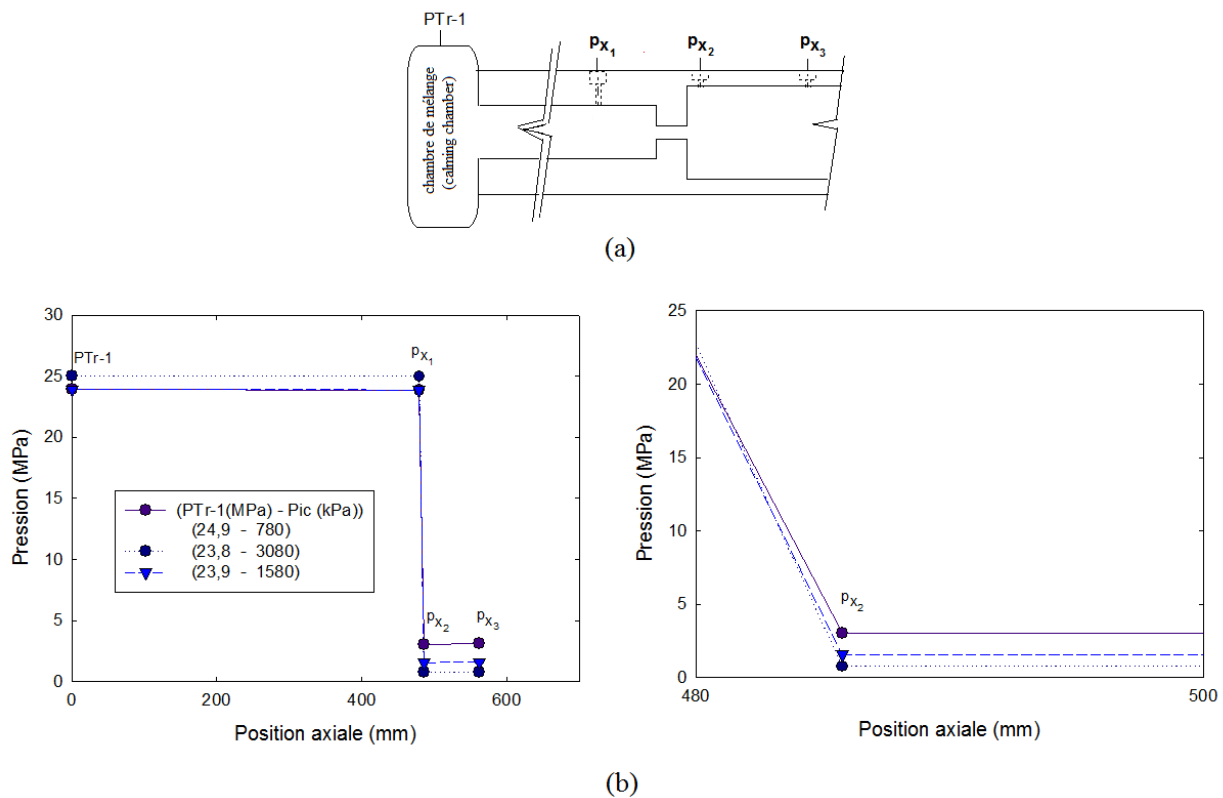 PTr-1
px1
px2
px3
chambre de mélange
(calming chamber)
(a)
30
25
20
15
10
5
0
Pression (MPa)
PTr-1
px1
(PTr-1(MPa) - Pic (kPa))
(24,9 - 780)
(23,8 - 3080)
(23,9 - 1580)
px2
px3
0
200
400
600
Position axiale (mm)
25
20
15
10
5
0
Pression (MPa)
px2
480
500
Position axiale (mm)
(b)